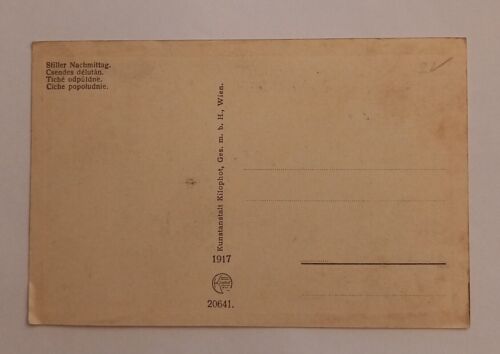 Stiller Nachmittag.
Csendes délután.
Tiché odpůldne.
Ciche popołudnie.
Kunstanstalt Kilophot, Ges. m. b. H., Wien.
1917
20641.